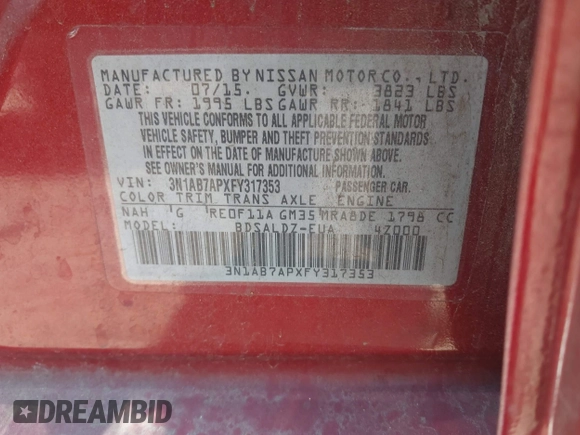 MANUFACTURED BY NISSAN MOTOR CO., LTD.
DATE: 07/15. GVWR: 3823 LBS
GAWR FR: 1995 LBS GAWR RR: 1841 LBS
THIS VEHICLE CONFORMS TO ALL APPLICABLE FEDERAL MOTOR
VEHICLE SAFETY, BUMPER AND THEFT PREVENTION STANDARDS
IN EFFECT ON THE DATE OF MANUFACTURE SHOWN ABOVE.
SEE OWNER'S MANUAL FOR ADDITIONAL INFORMATION.
VIN: 3N1AB7APXFY317353 PASSENGER CAR.
COLOR TRIM TRANS AXLE ENGINE
NAH G RE0F11A GM35 MRA8DE 1798 CC
MODEL: BDSALDZ-EUA 4Z000
3N1AB7APXFY317353
DREAMBID